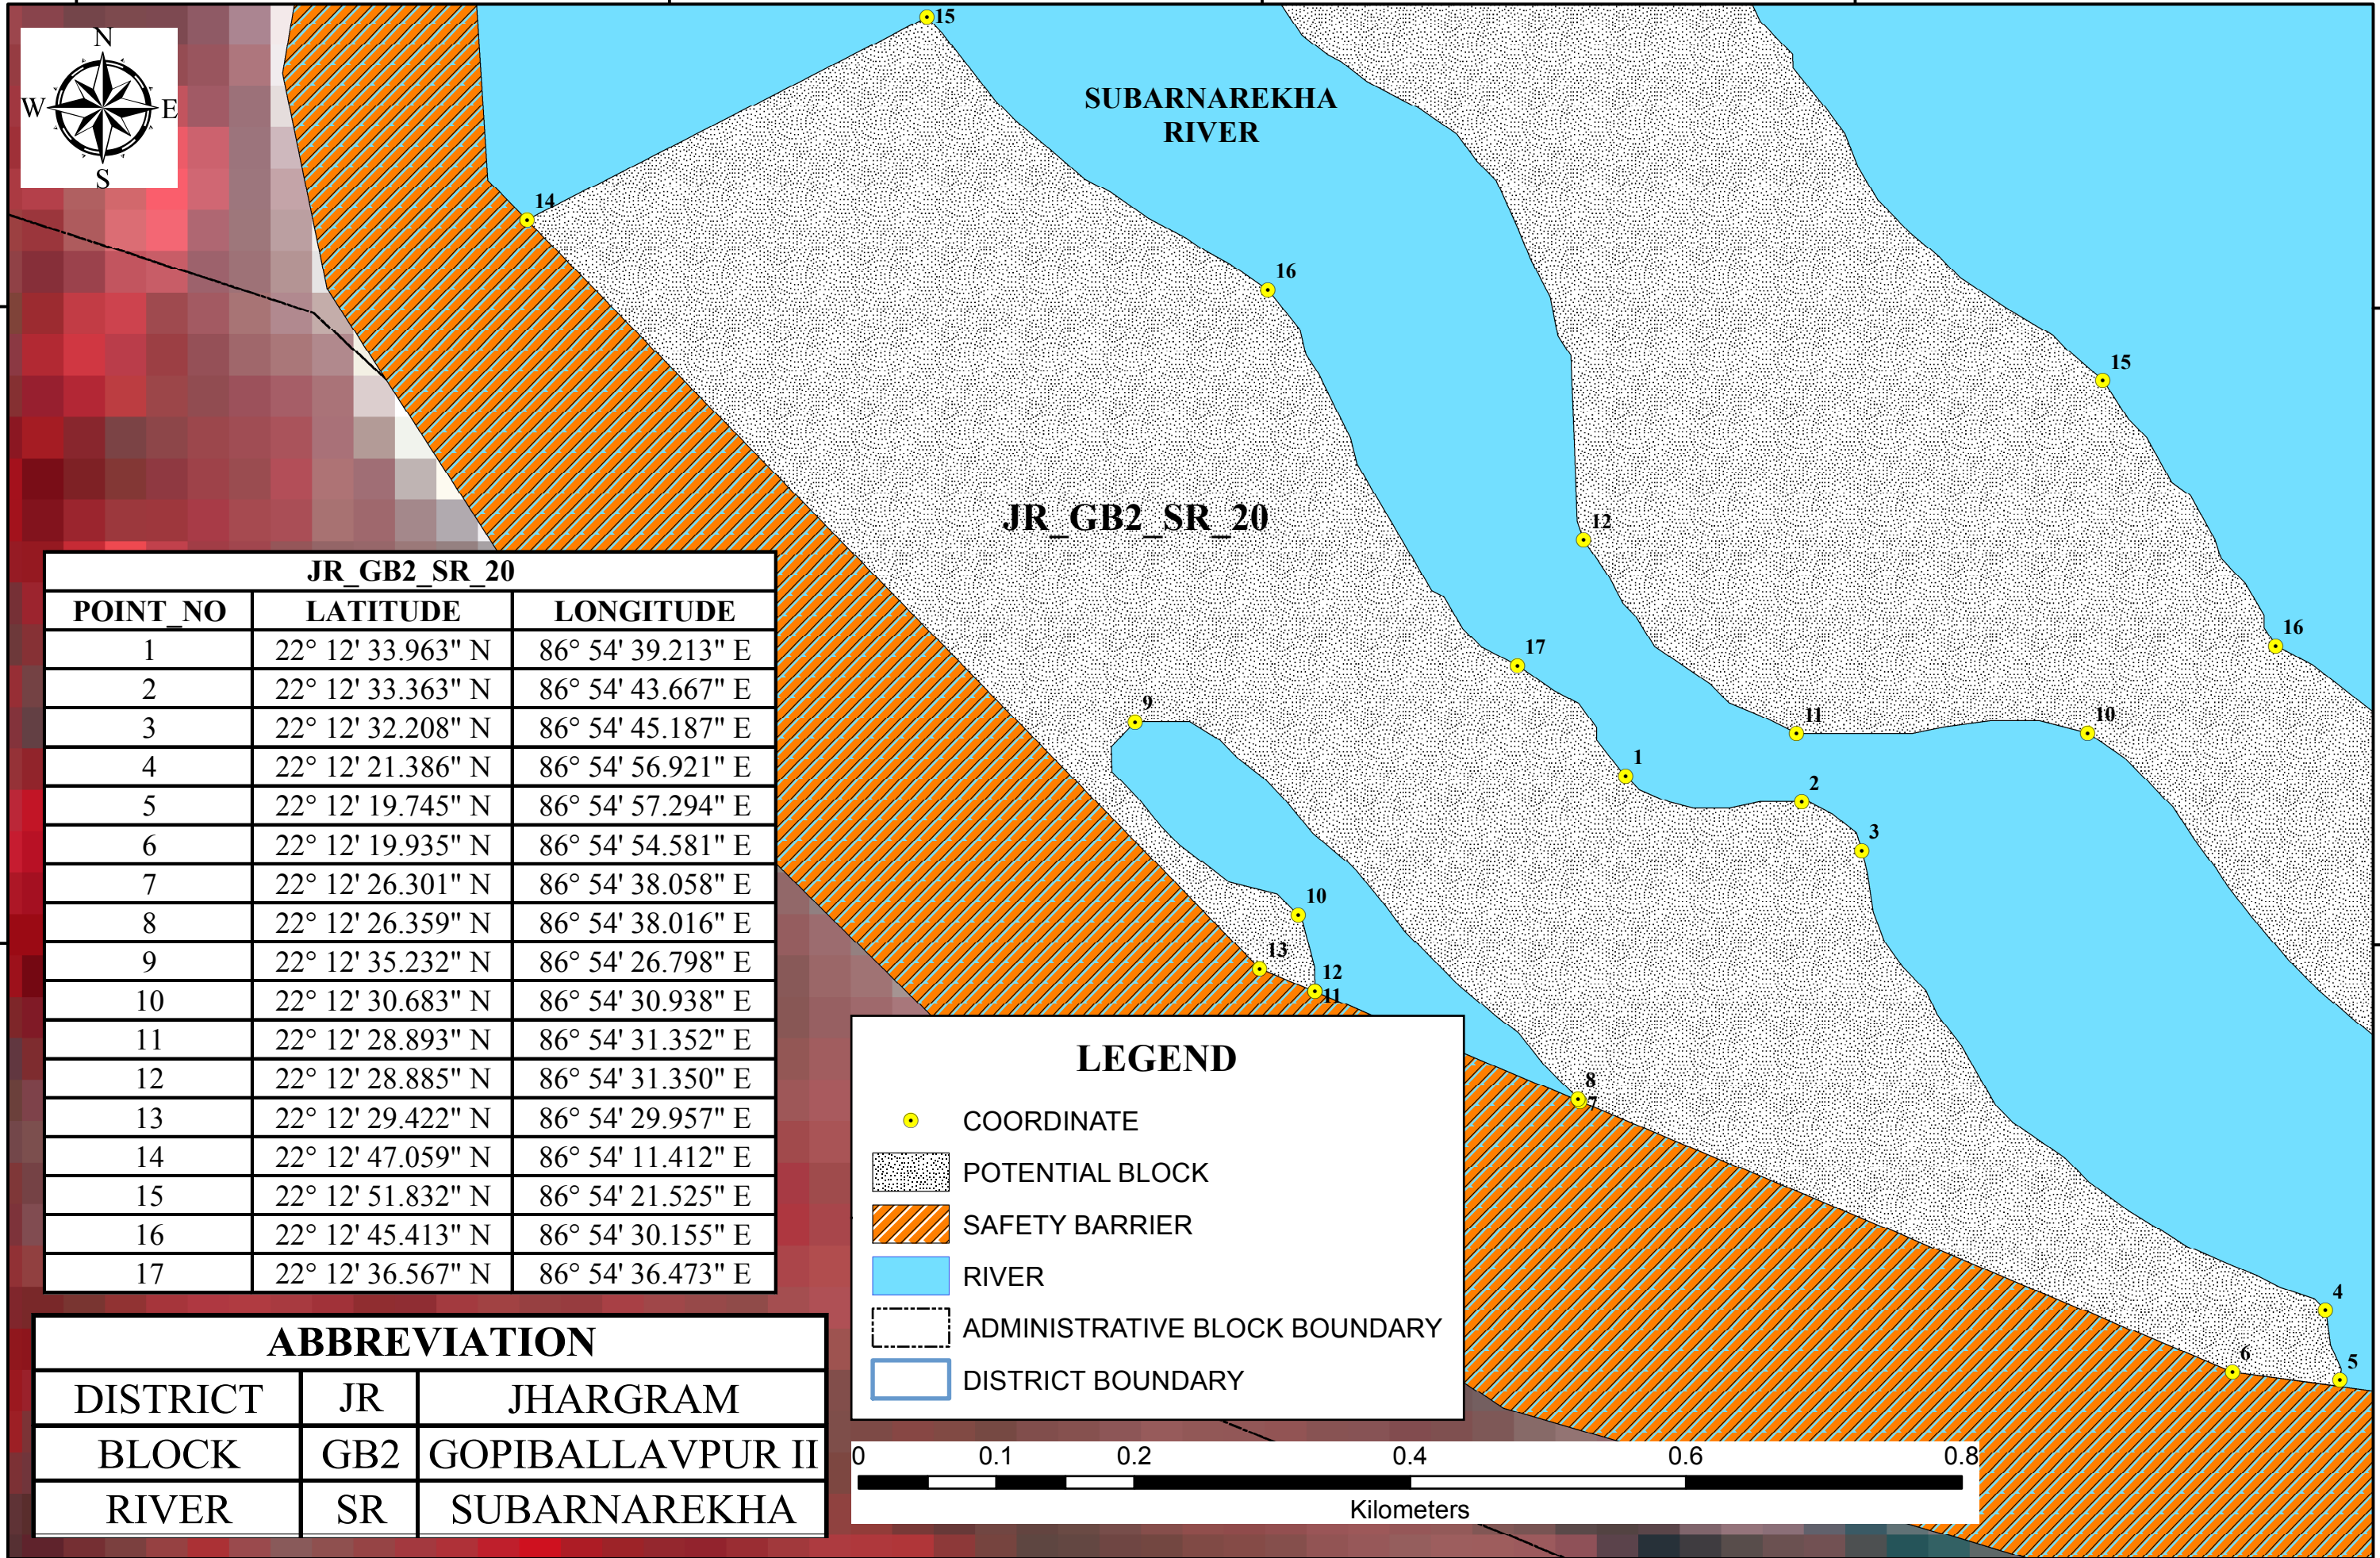 N
W E
S
15
SUBARNAREKHA
RIVER
14
16
15
JR_GB2_SR_20
12
17
16
9
11
10
1
2
3
10
13
12
11
8
7
4
6
5
JR_GB2_SR_20
POINT_NO LATITUDE LONGITUDE
1 22° 12' 33.963" N 86° 54' 39.213" E
2 22° 12' 33.363" N 86° 54' 43.667" E
3 22° 12' 32.208" N 86° 54' 45.187" E
4 22° 12' 21.386" N 86° 54' 56.921" E
5 22° 12' 19.745" N 86° 54' 57.294" E
6 22° 12' 19.935" N 86° 54' 54.581" E
7 22° 12' 26.301" N 86° 54' 38.058" E
8 22° 12' 26.359" N 86° 54' 38.016" E
9 22° 12' 35.232" N 86° 54' 26.798" E
10 22° 12' 30.683" N 86° 54' 30.938" E
11 22° 12' 28.893" N 86° 54' 31.352" E
12 22° 12' 28.885" N 86° 54' 31.350" E
13 22° 12' 29.422" N 86° 54' 29.957" E
14 22° 12' 47.059" N 86° 54' 11.412" E
15 22° 12' 51.832" N 86° 54' 21.525" E
16 22° 12' 45.413" N 86° 54' 30.155" E
17 22° 12' 36.567" N 86° 54' 36.473" E
ABBREVIATION
DISTRICT JR JHARGRAM
BLOCK GB2 GOPIBALLAVPUR II
RIVER SR SUBARNAREKHA
LEGEND
COORDINATE
POTENTIAL BLOCK
SAFETY BARRIER
RIVER
ADMINISTRATIVE BLOCK BOUNDARY
DISTRICT BOUNDARY
0 0.1 0.2 0.4 0.6 0.8
Kilometers